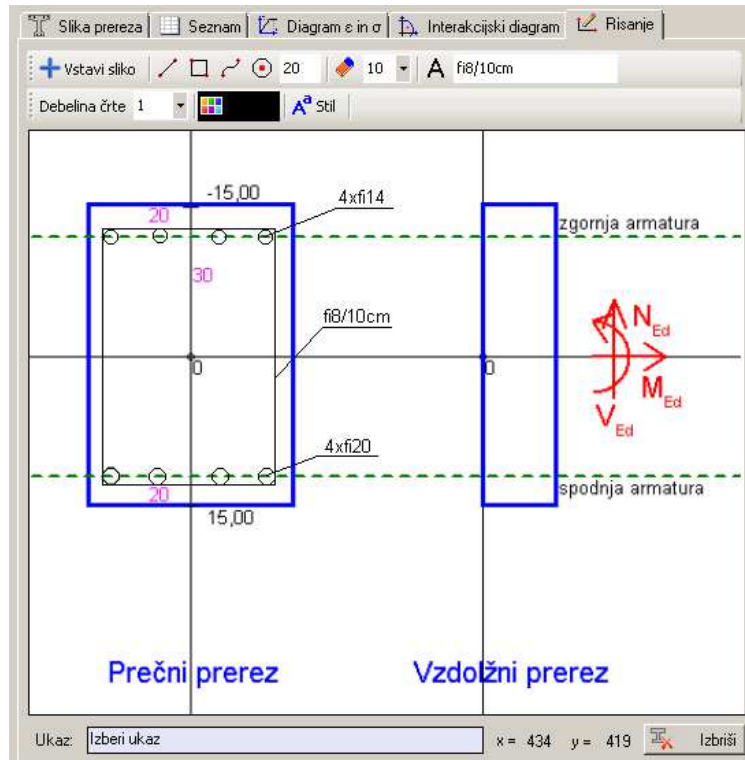 Slika prereza Seznam Diagram ε in σ Interakcijski diagram Risanje
Vstavi sliko 20 10 A fi8/10cm
Debelina črte 1 Aa Stil
-15,00
20
4xfi14
zgornja armatura
30
fi8/10cm
N Ed
0
0
M Ed
V Ed
4xfi20
20
spodnja armatura
15,00
Prečni prerez
Vzdolžni prerez
Ukaz: Izberi ukaz x = 434 y = 419 Izbriši